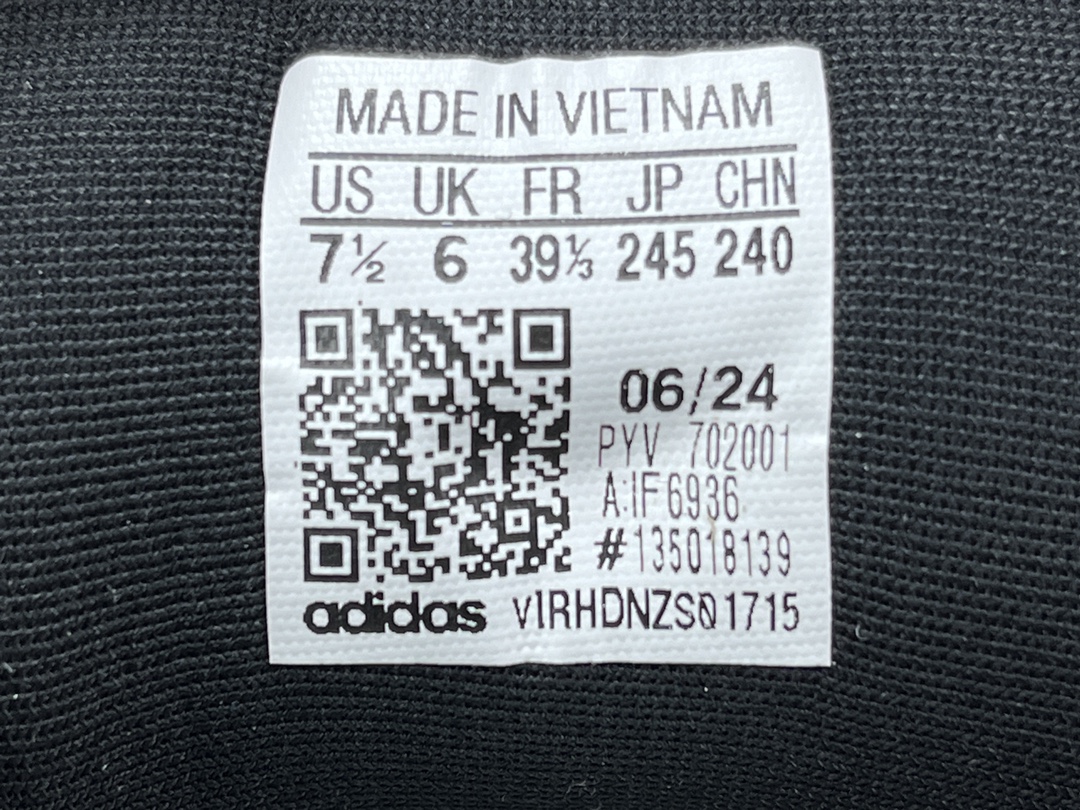 MADE IN VIETNAM
US UK FR JP CHN
7½ 6 39⅓ 245 240
06/24
PYV 702001
A:IF6936
#135018139
adidas v1RHDNZSQ1715